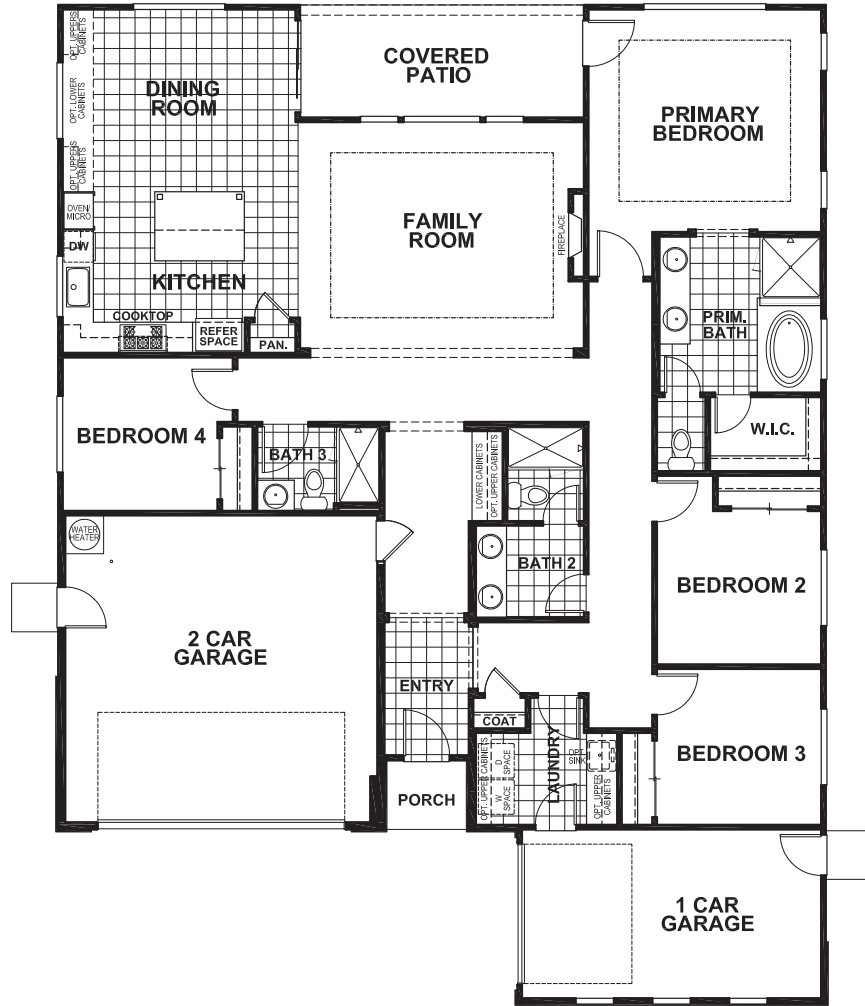 OPT. UPPERS
CABINETS
OPT. LOWER
CABINETS
OPT. UPPERS
CABINETS
DINING
ROOM
COVERED
PATIO
PRIMARY
BEDROOM
FAMILY
ROOM
FIREPLACE
OVEN/
MICRO
DW
KITCHEN
COOKTOP
REFER
SPACE
PAN.
PRIM.
BATH
W.I.C.
BEDROOM 4
BATH 3
LOWER CABINETS
OPT. UPPER CABINETS
BATH 2
BEDROOM 2
WATER
HEATER
2 CAR
GARAGE
ENTRY
COAT
LAUNDRY
OPT. UPPER CABINETS
D
SPACE
W
SPACE
OPT.
SINK
OPT. UPPER
CABINETS
BEDROOM 3
PORCH
1 CAR
GARAGE